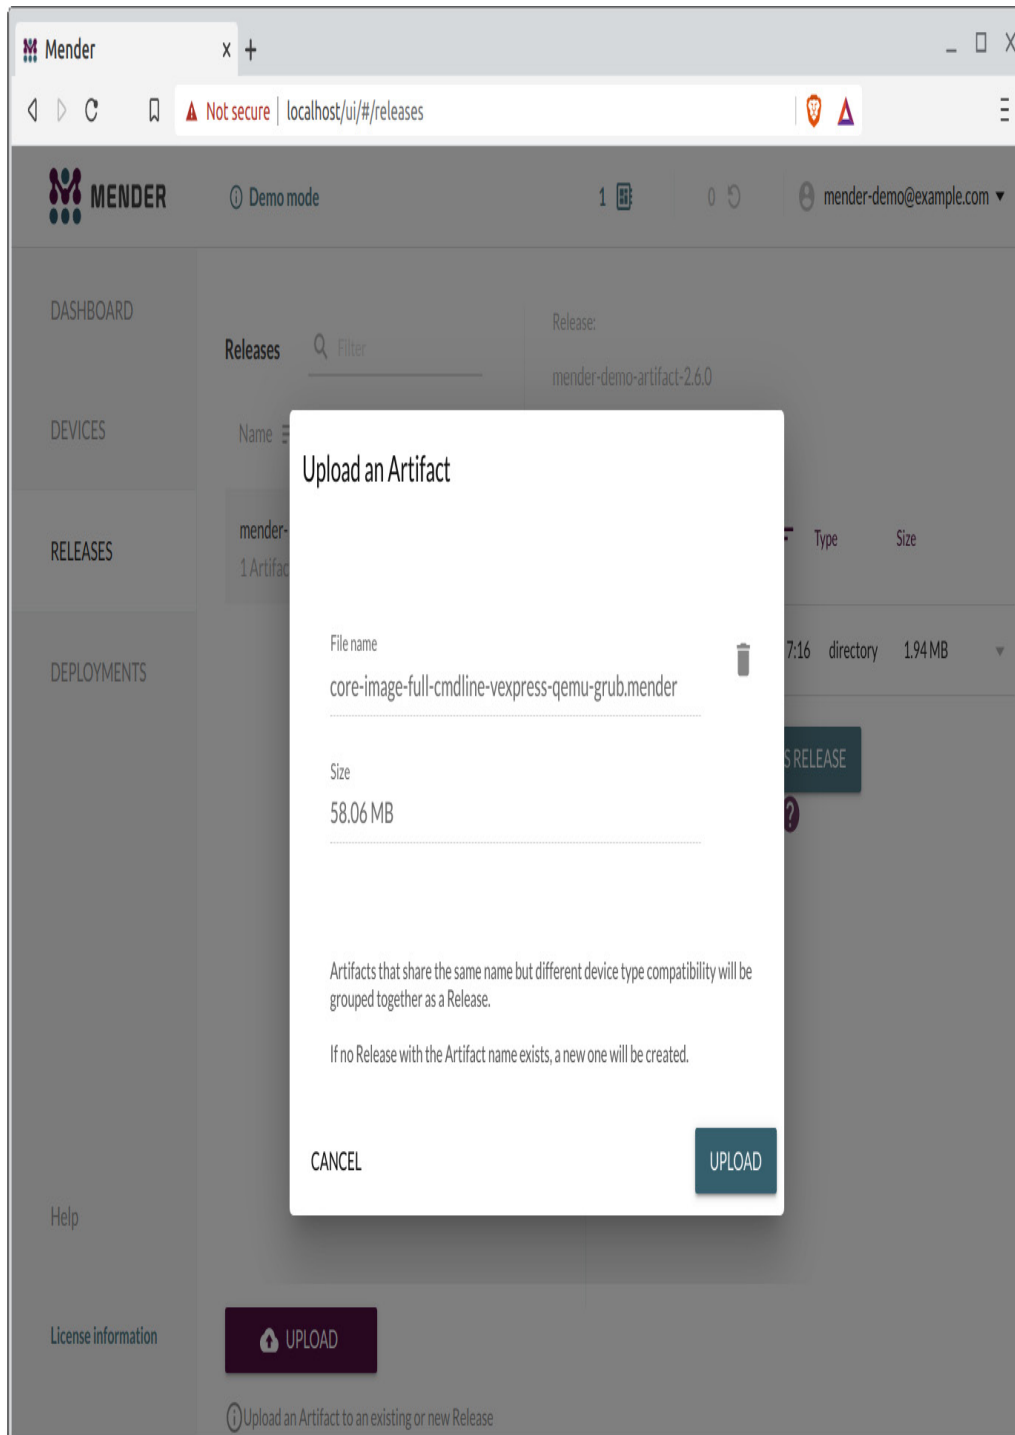 Mender
Not secure
localhost/ui/#/releases
MENDER
Demo mode
1
0
mender-demo@example.com
DASHBOARD
DEVICES
RELEASES
DEPLOYMENTS
Help
License information
Releases
Filter
Name
mender-
1 Artifac
UPLOAD
Upload an Artifact to an existing or new Release
Release:
mender-demo-artifact-2.6.0
Type Size
7:16 directory 1.94 MB
S RELEASE
?
Upload an Artifact
File name
core-image-full-cmdline-vexpress-qemu-grub.mender
Size
58.06 MB
Artifacts that share the same name but different device type compatibility will be
grouped together as a Release.
If no Release with the Artifact name exists, a new one will be created.
CANCEL
UPLOAD